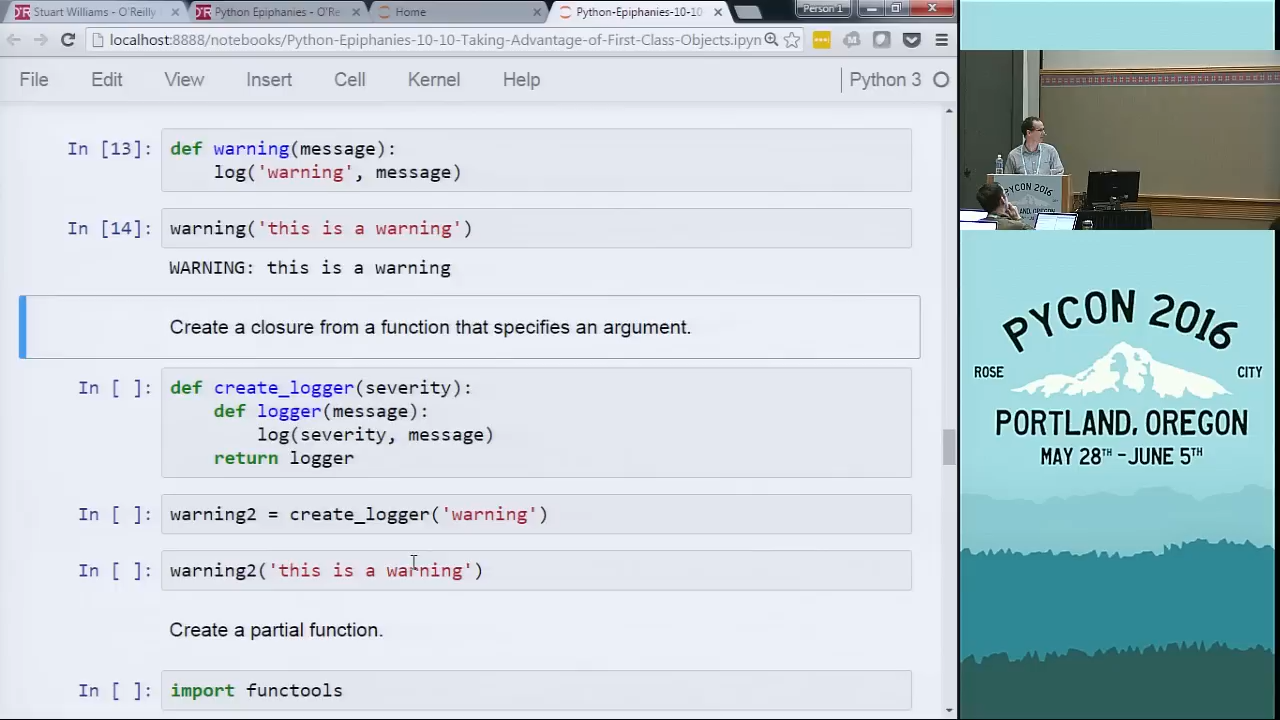 Stuart Williams - O'Reilly
Python Epiphanies - O'Re
Home
Python-Epiphanies-10-10
Person 1
localhost:8888/notebooks/Python-Epiphanies-10-10-Taking-Advantage-of-First-Class-Objects.ipyn
File Edit View Insert Cell Kernel Help
Python 3
In [13]: def warning(message):
log('warning', message)
In [14]: warning('this is a warning')
WARNING: this is a warning
Create a closure from a function that specifies an argument.
In [ ]: def create_logger(severity):
def logger(message):
log(severity, message)
return logger
In [ ]: warning2 = create_logger('warning')
In [ ]: warning2('this is a warning')
Create a partial function.
In [ ]: import functools
PYCON 2016
PORTLAND, OREGON
PYCON 2016
ROSE CITY
PORTLAND, OREGON
MAY 28TH - JUNE 5TH